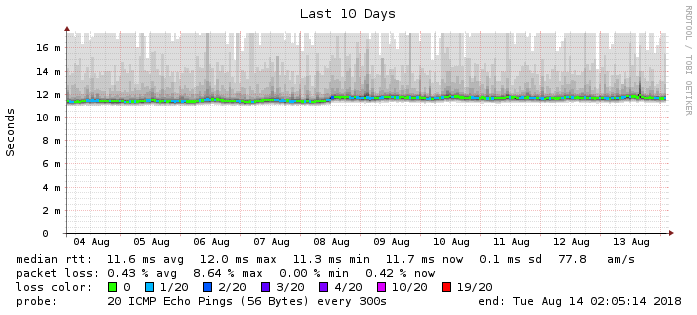 Last 10 Days
RRDTOOL / TOBI OETIKER
Seconds
16 m
14 m
12 m
10 m
8 m
6 m
4 m
2 m
0
04 Aug 05 Aug 06 Aug 07 Aug 08 Aug 09 Aug 10 Aug 11 Aug 12 Aug 13 Aug
median rtt: 11.6 ms avg 12.0 ms max 11.3 ms min 11.7 ms now 0.1 ms sd 77.8 am/s
packet loss: 0.43 % avg 8.64 % max 0.00 % min 0.42 % now
loss color: 0 1/20 2/20 3/20 4/20 10/20 19/20
probe: 20 ICMP Echo Pings (56 Bytes) every 300s end: Tue Aug 14 02:05:14 2018